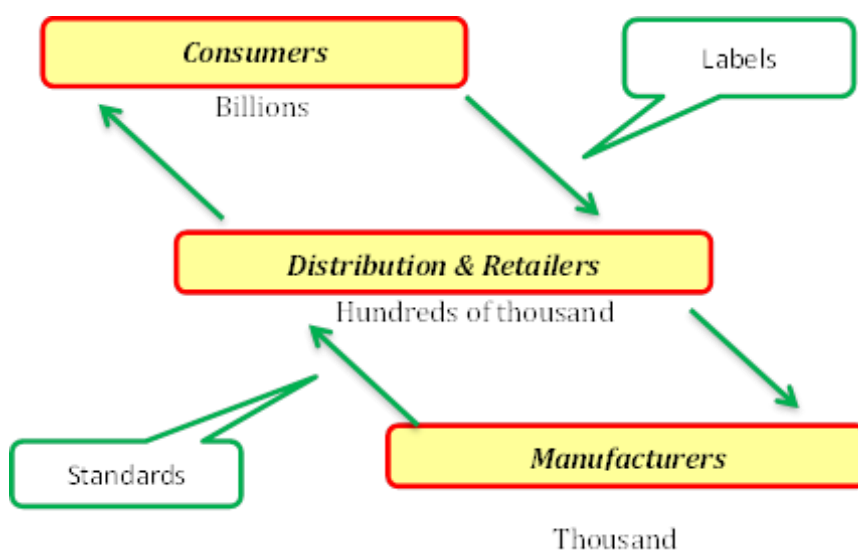 Consumers
Labels
Billions
Distribution & Retailers
Hundreds of thousand
Manufacturers
Standards
Thousand